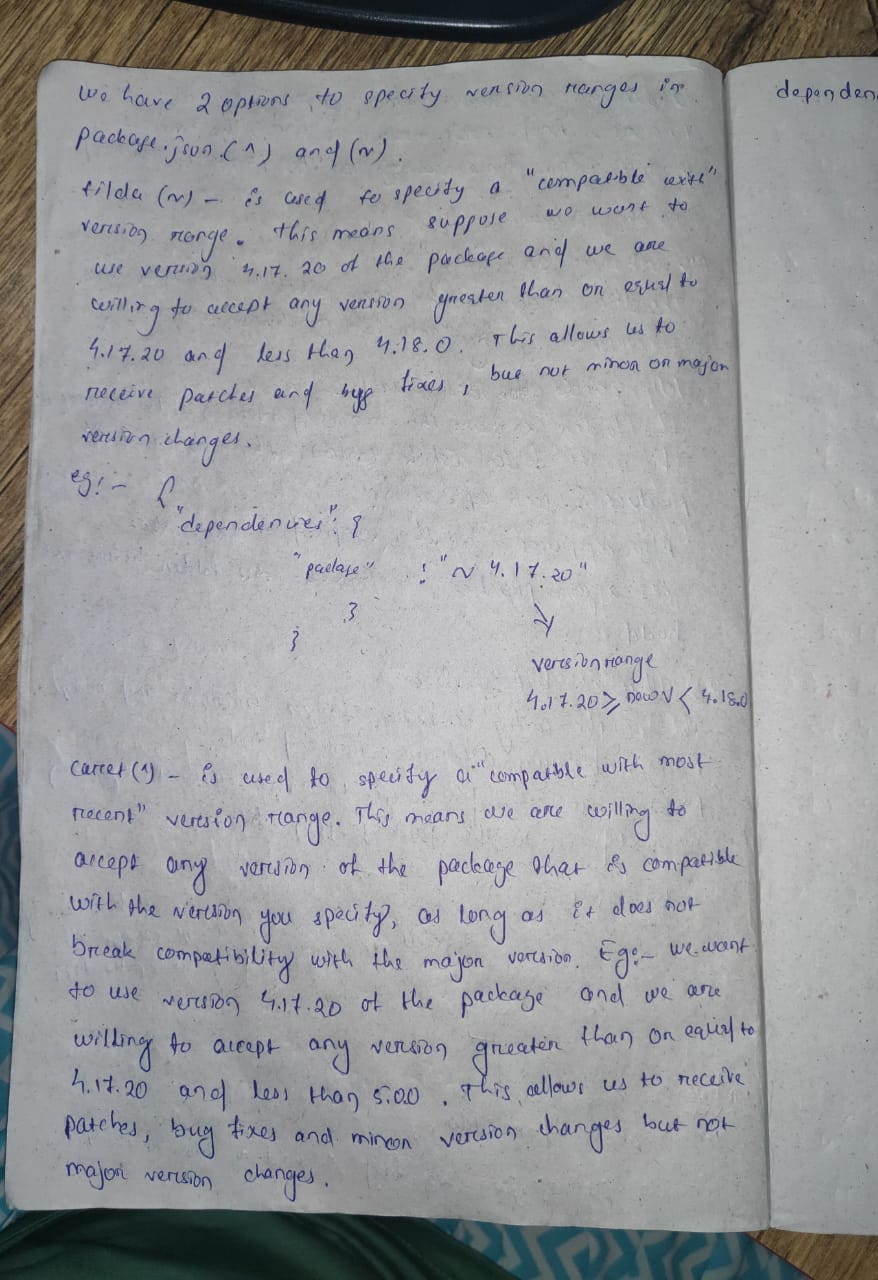 We have 2 options to specify version ranges in
package.json (^) and (~).
tilda (~) - is used to specify a "compatible with"
version range. This means suppose we want to
use version 4.17.20 of the package and we are
willing to accept any version greater than or equal to
4.17.20 and less than 4.18.0. This allows us to
receive patches and bug fixes, but not minor or major
version changes.
eg:- {
"dependencies": {
"package" : "~ 4.17.20"
}
}
version range
4.17.20 ≥ now V < 4.18.0
Carret (^) - is used to specify a "compatible with most
recent" version range. This means we are willing to
accept any version of the package that is compatible
with the version you specify, as long as it does not
break compatibility with the major version. Eg:- we want
to use version 4.17.20 of the package and we are
willing to accept any version greater than or equal to
4.17.20 and less than 5.0.0. This allows us to receive
patches, bug fixes and minor version changes but not
major version changes.
dependen